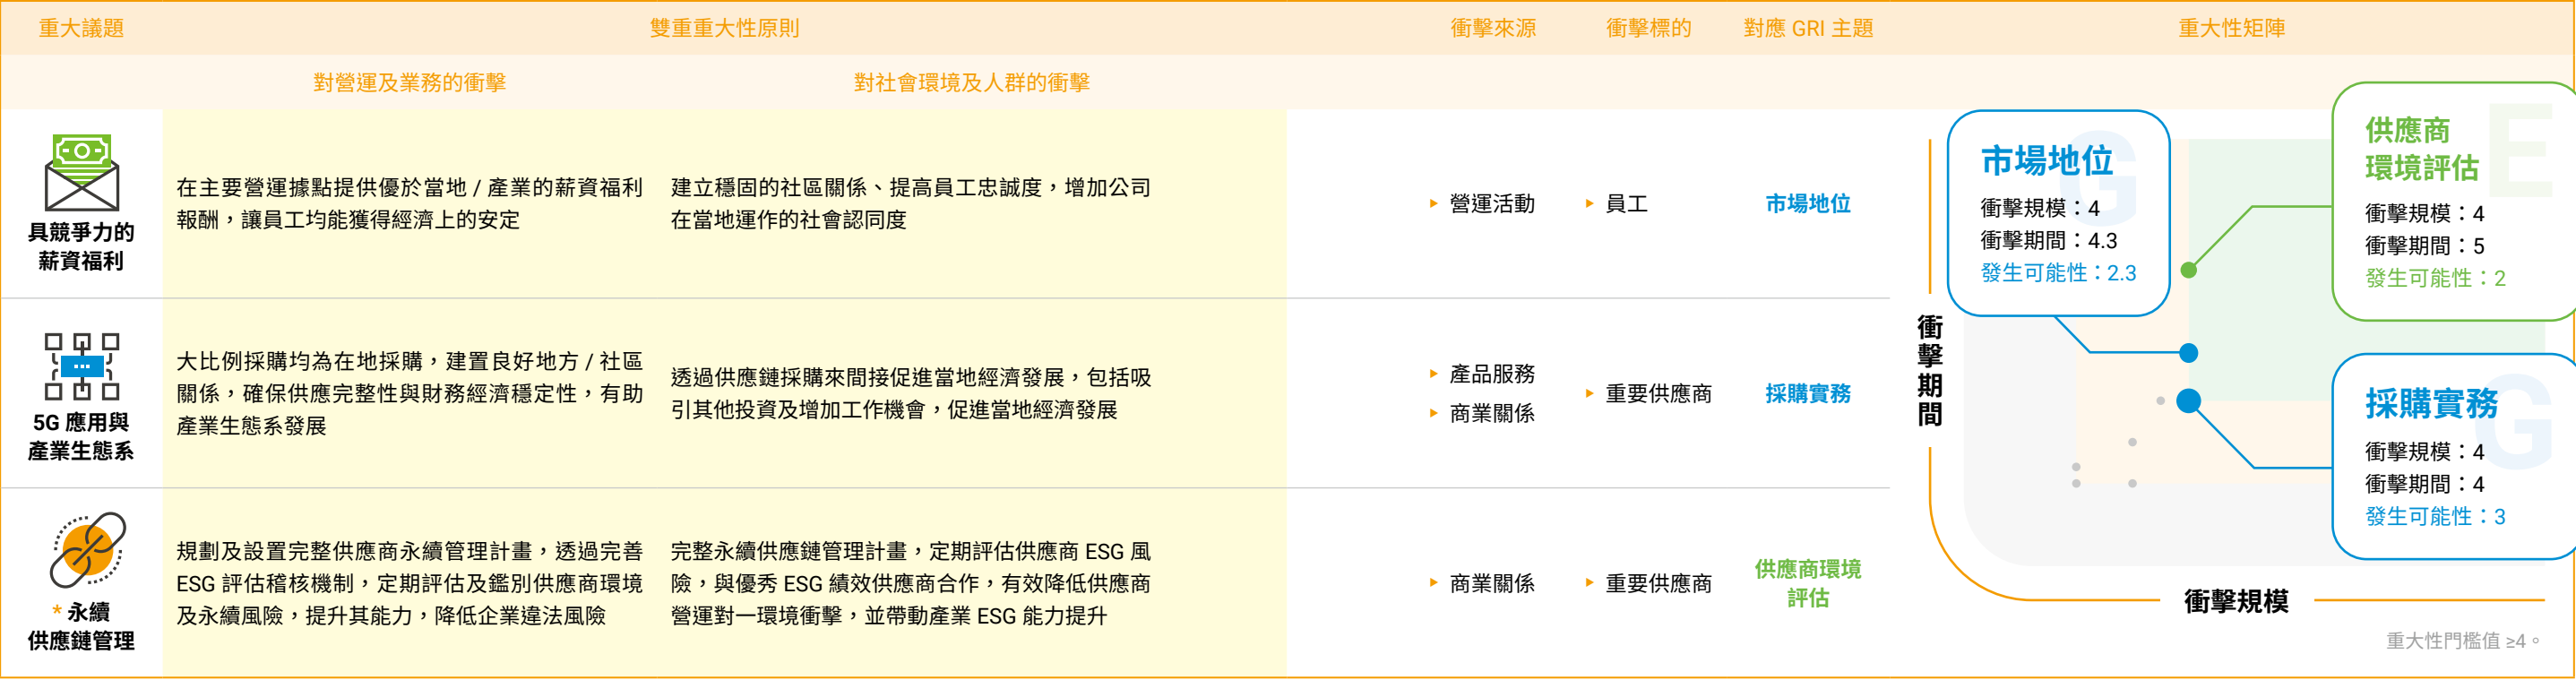 重大議題
雙重重大性原則
衝擊來源
衝擊標的
對應 GRI 主題
重大性矩陣
對營運及業務的衝擊
對社會環境及人群的衝擊
具競爭力的
薪資福利
在主要營運據點提供優於當地 / 產業的薪資福利
報酬，讓員工均能獲得經濟上的安定
建立穩固的社區關係、提高員工忠誠度，增加公司
在當地運作的社會認同度
▸ 營運活動
▸ 員工
市場地位
5G 應用與
產業生態系
大比例採購均為在地採購，建置良好地方 / 社區
關係，確保供應完整性與財務經濟穩定性，有助
產業生態系發展
透過供應鏈採購來間接促進當地經濟發展，包括吸
引其他投資及增加工作機會，促進當地經濟發展
▸ 產品服務
▸ 商業關係
▸ 重要供應商
採購實務
* 永續
供應鏈管理
規劃及設置完整供應商永續管理計畫，透過完善
ESG 評估稽核機制，定期評估及鑑別供應商環境
及永續風險，提升其能力，降低企業違法風險
完整永續供應鏈管理計畫，定期評估供應商 ESG 風
險，與優秀 ESG 績效供應商合作，有效降低供應商
營運對一環境衝擊，並帶動產業 ESG 能力提升
▸ 商業關係
▸ 重要供應商
供應商環境
評估
G
市場地位
衝擊規模：4
衝擊期間：4.3
發生可能性：2.3
E
供應商
環境評估
衝擊規模：4
衝擊期間：5
發生可能性：2
G
採購實務
衝擊規模：4
衝擊期間：4
發生可能性：3
衝擊期間
衝擊規模
重大性門檻值 ≥4。